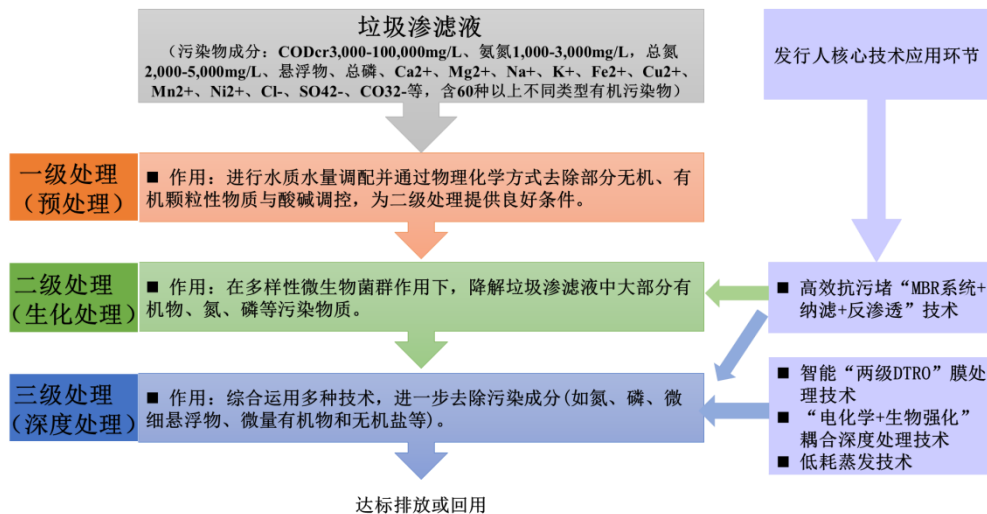 垃圾渗滤液
（污染物成分：CODcr3,000-100,000mg/L、氨氮1,000-3,000mg/L，总氮
2,000-5,000mg/L、悬浮物、总磷、Ca2+、Mg2+、Na+、K+、Fe2+、Cu2+、
Mn2+、Ni2+、Cl-、SO42-、CO32-等，含60种以上不同类型有机污染物）
发行人核心技术应用环节
一级处理
（预处理）
■ 作用：进行水质水量调配并通过物理化学方式去除部分无机、有
机颗粒性物质与酸碱调控，为二级处理提供良好条件。
二级处理
（生化处理）
■ 作用：在多样性微生物菌群作用下，降解垃圾渗滤液中大部分有
机物、氮、磷等污染物质。
■ 高效抗污堵“MBR系统+
纳滤+反渗透”技术
三级处理
（深度处理）
■ 作用：综合运用多种技术，进一步去除污染成分(如氮、磷、微
细悬浮物、微量有机物和无机盐等)。
■ 智能“两级DTRO”膜处
理技术
■ “电化学+生物强化”
耦合深度处理技术
■ 低耗蒸发技术
达标排放或回用